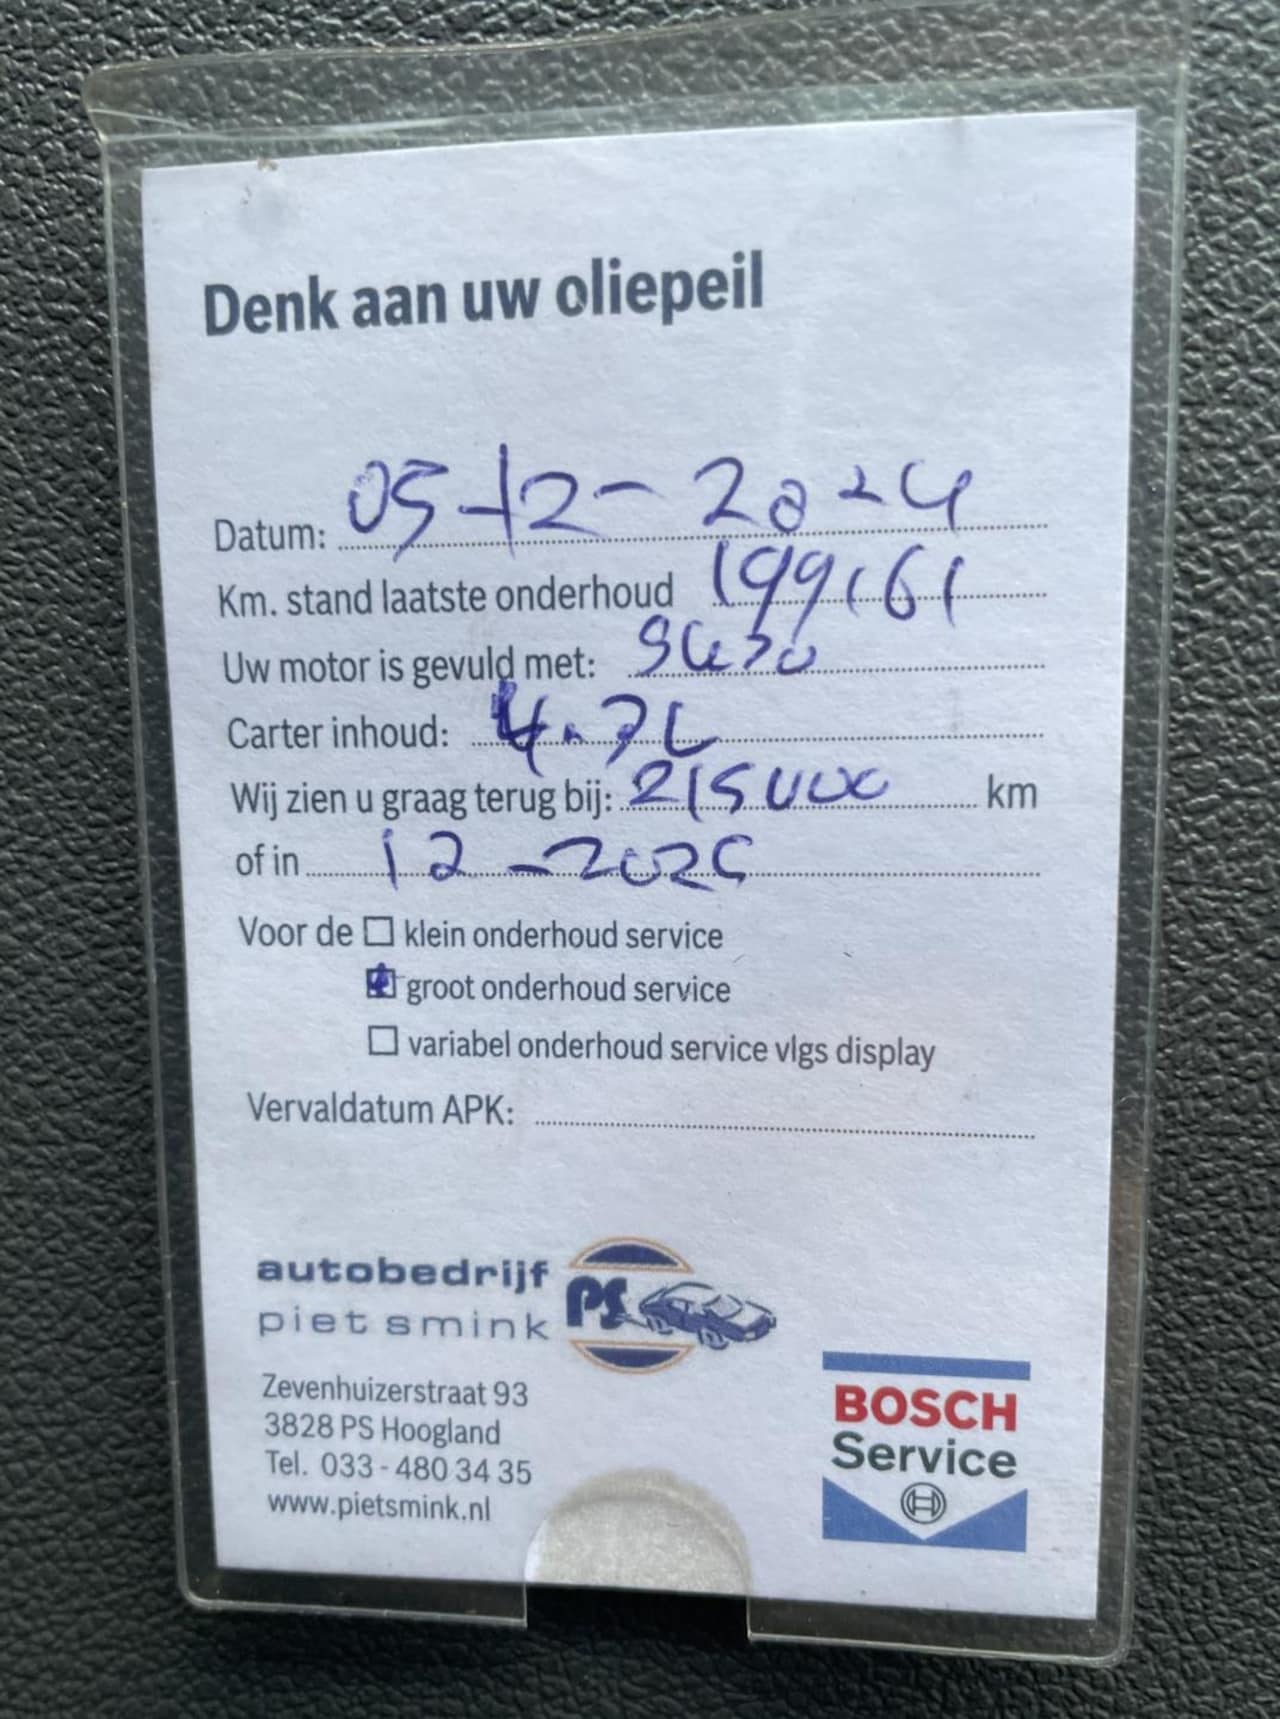 Denk aan uw oliepeil
Datum: 05-12-2024
Km. stand laatste onderhoud 199161
Uw motor is gevuld met: 5W30
Carter inhoud: 4.7L
Wij zien u graag terug bij: 215000 km
of in 12-2025
Voor de klein onderhoud service
groot onderhoud service
variabel onderhoud service vlgs display
Vervaldatum APK:
autobedrijf
piet smink
PS
Zevenhuizerstraat 93
3828 PS Hoogland
Tel. 033-480 34 35
www.pietsmink.nl
BOSCH
Service